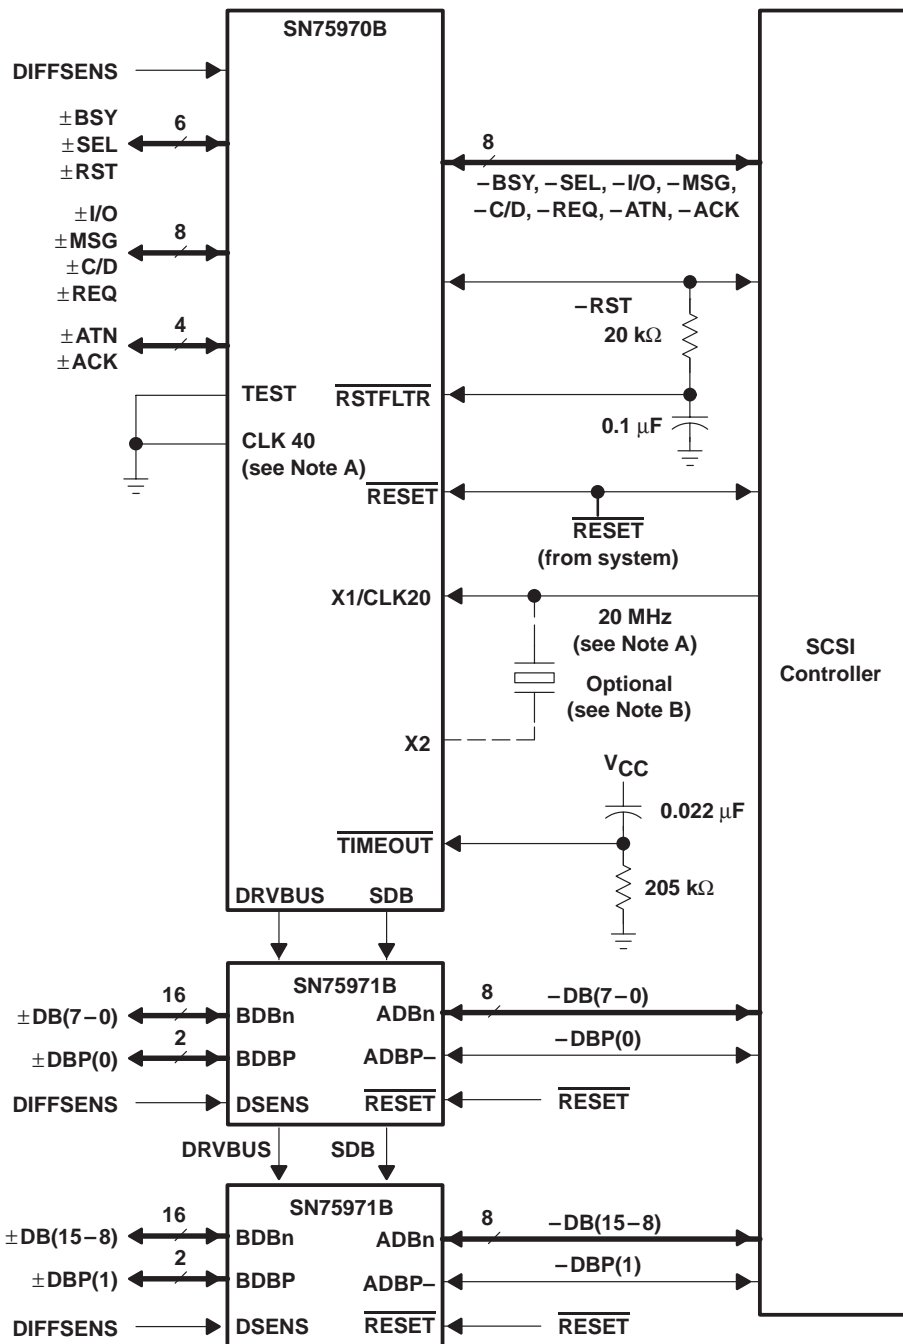 SN75970B
DIFFSENS
±BSY
±SEL
±RST
6
±I/O
±MSG
±C/D
±REQ
8
±ATN
±ACK
4
8
–BSY, –SEL, –I/O, –MSG,
–C/D, –REQ, –ATN, –ACK
–RST
20 kΩ
TEST
RSTFLTR
0.1 μF
CLK 40
(see Note A)
RESET
RESET
(from system)
X1/CLK20
20 MHz
(see Note A)
Optional
(see Note B)
X2
SCSI
Controller
VCC
0.022 μF
TIMEOUT
205 kΩ
DRVBUS
SDB
SN75971B
±DB(7–0)
16
BDBn
ADBn
8
–DB(7–0)
±DBP(0)
2
BDBP
ADBP–
–DBP(0)
DIFFSENS
DSENS
RESET
RESET
DRVBUS
SDB
SN75971B
±DB(15–8)
16
BDBn
ADBn
8
–DB(15–8)
±DBP(1)
2
BDBP
ADBP–
–DBP(1)
DIFFSENS
DSENS
RESET
RESET